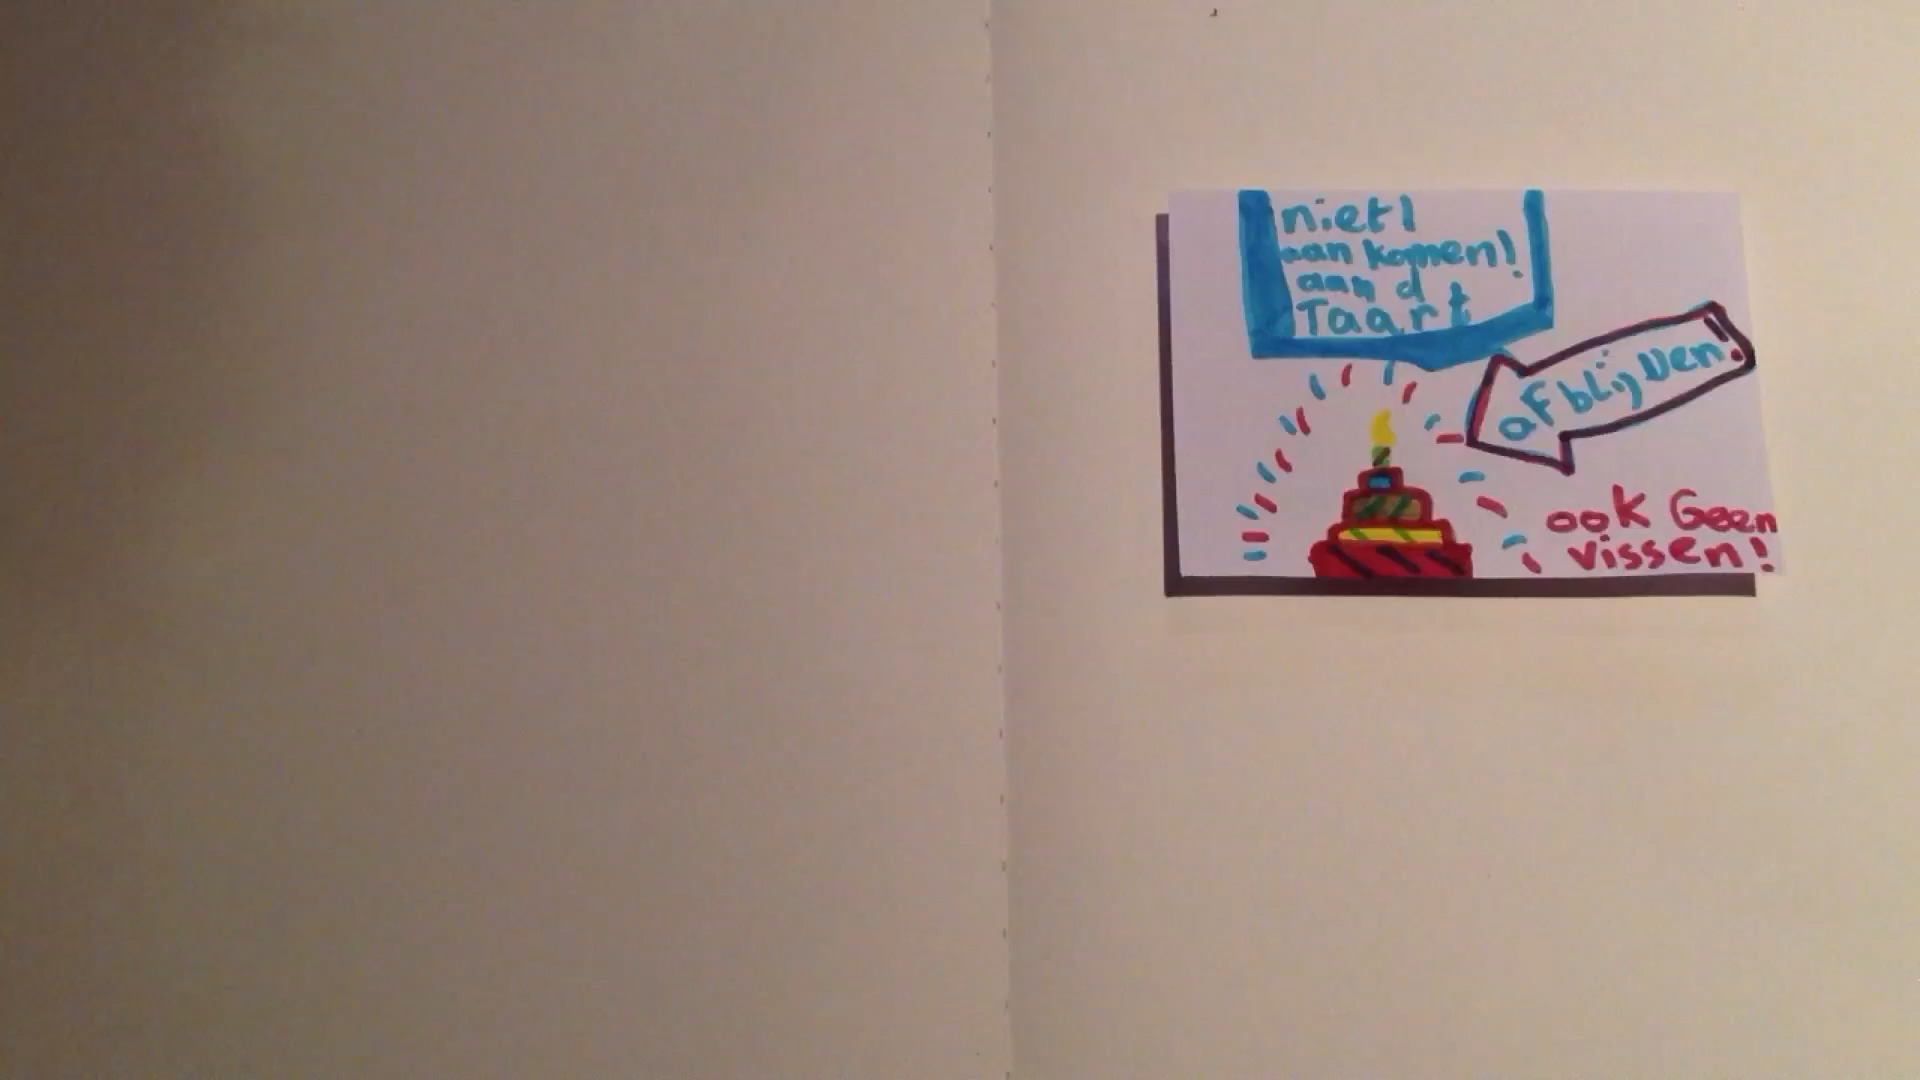 niet!
aan komen!
aan d
Taart
afblijven!
ook Geen
vissen!